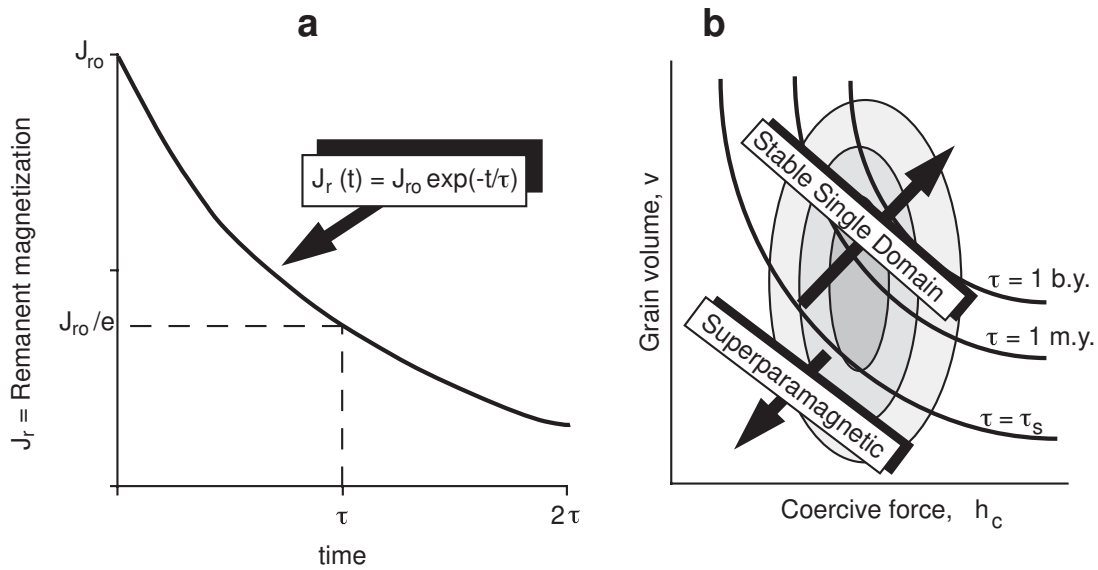 a
J_ro
J_r (t) = J_ro exp(-t/τ)
J_ro /e
J_r = Remanent magnetization
τ
2τ
time
b
Stable Single Domain
Superparamagnetic
τ = 1 b.y.
τ = 1 m.y.
τ = τ_s
Grain volume, v
Coercive force, h_c